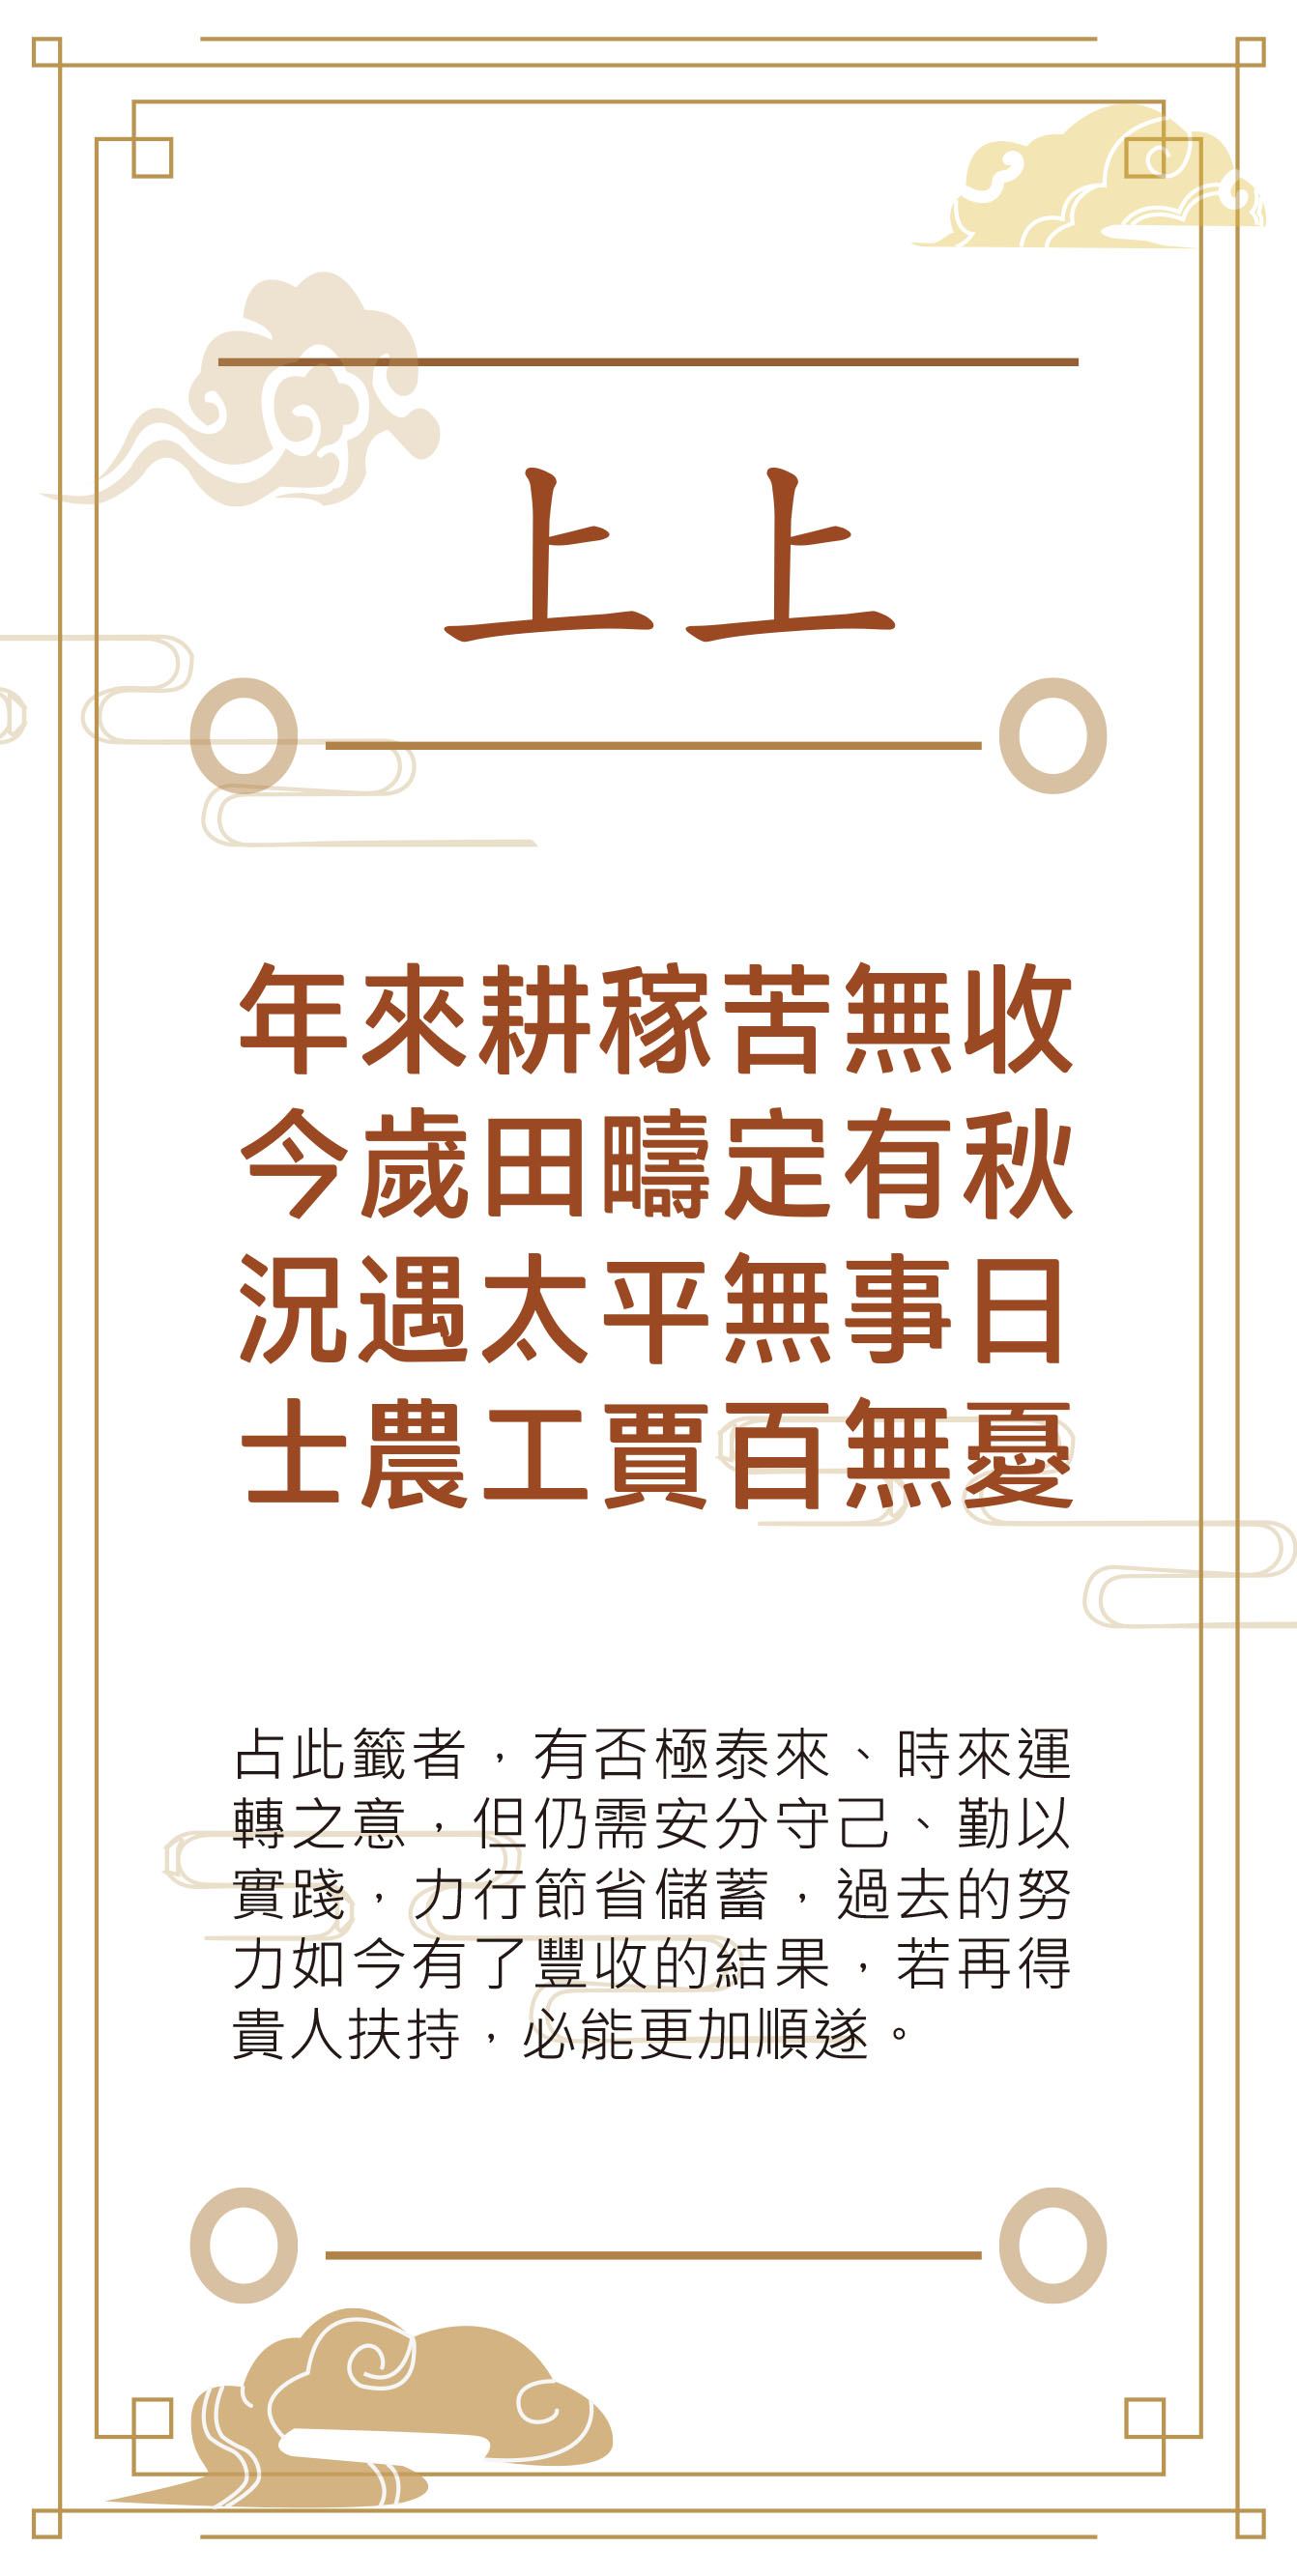 上上
年來耕稼苦無收
今歲田疇定有秋
況遇太平無事日
士農工賈百無憂
占此籤者，有否極泰來、時來運
轉之意，但仍需安分守己、勤以
實踐，力行節省儲蓄，過去的努
力如今有了豐收的結果，若再得
貴人扶持，必能更加順遂。